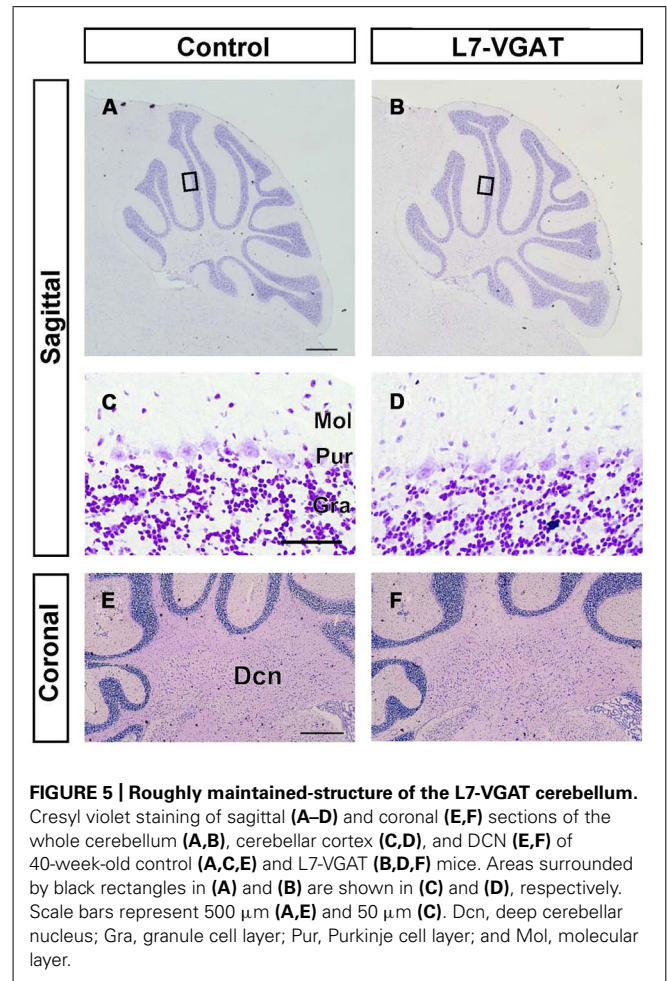 Control
L7-VGAT
Sagittal
A
B
C
Mol
Pur
Gra
D
Coronal
E
Dcn
F
FIGURE 5 | Roughly maintained-structure of the L7-VGAT cerebellum.
Cresyl violet staining of sagittal (A–D) and coronal (E,F) sections of the
whole cerebellum (A,B), cerebellar cortex (C,D), and DCN (E,F) of
40-week-old control (A,C,E) and L7-VGAT (B,D,F) mice. Areas surrounded
by black rectangles in (A) and (B) are shown in (C) and (D), respectively.
Scale bars represent 500 μm (A,E) and 50 μm (C). Dcn, deep cerebellar
nucleus; Gra, granule cell layer; Pur, Purkinje cell layer; and Mol, molecular
layer.